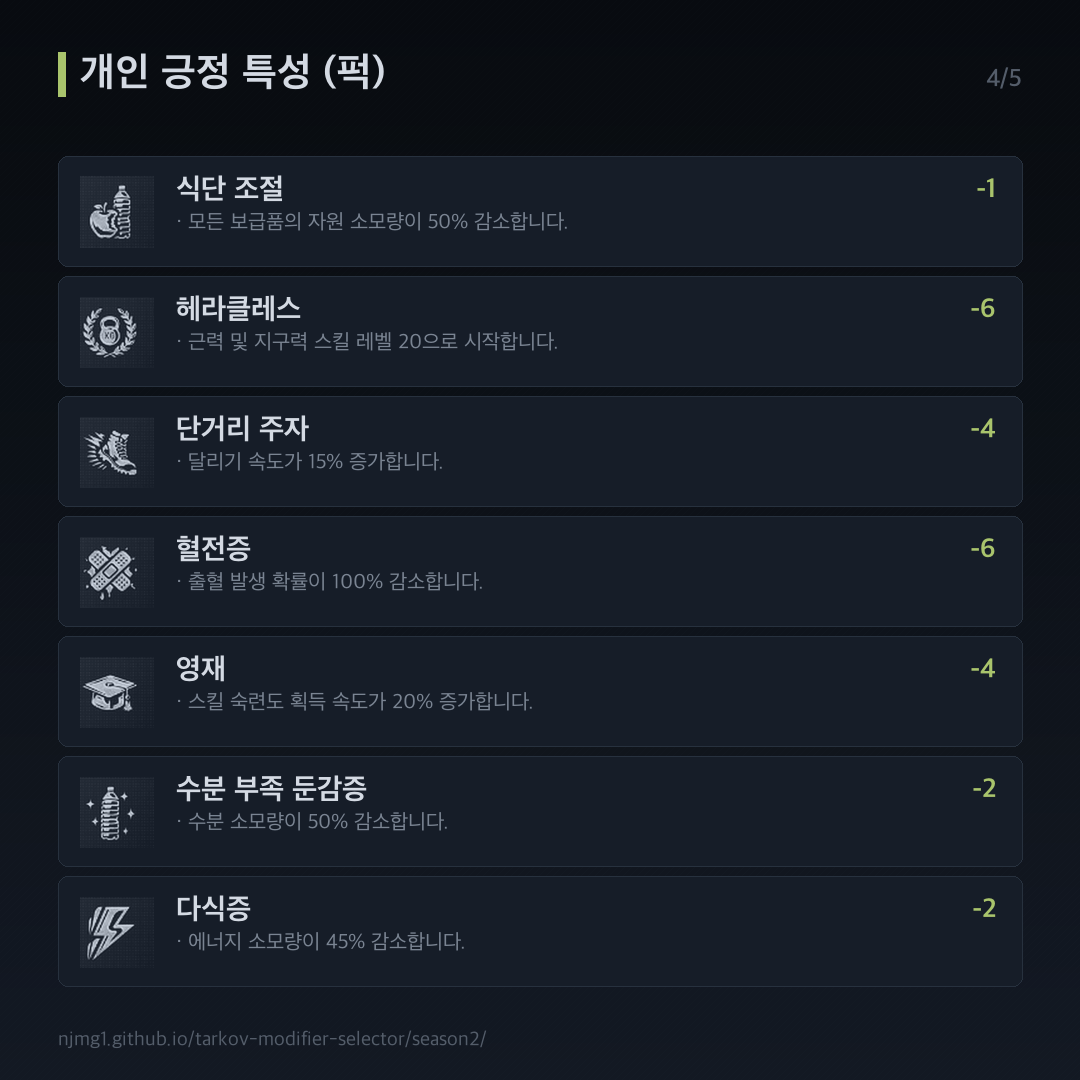 개인 긍정 특성 (퍽)
4/5
식단 조절
-1
· 모든 보급품의 자원 소모량이 50% 감소합니다.
헤라클레스
-6
· 근력 및 지구력 스킬 레벨 20으로 시작합니다.
단거리 주자
-4
· 달리기 속도가 15% 증가합니다.
혈전증
-6
· 출혈 발생 확률이 100% 감소합니다.
영재
-4
· 스킬 숙련도 획득 속도가 20% 증가합니다.
수분 부족 둔감증
-2
· 수분 소모량이 50% 감소합니다.
다식증
-2
· 에너지 소모량이 45% 감소합니다.
njmg1.github.io/tarkov-modifier-selector/season2/